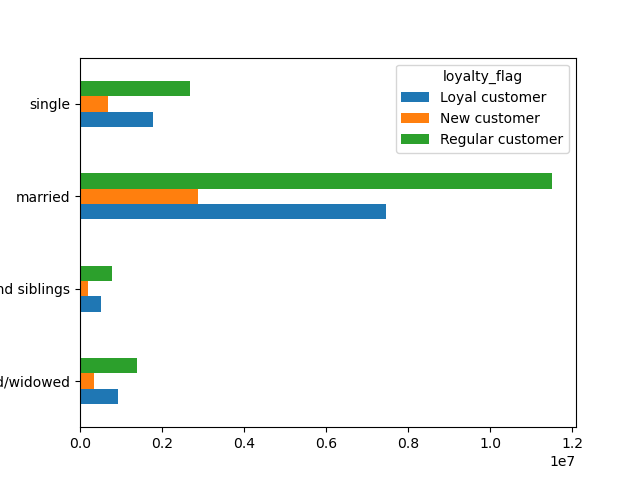 loyalty_flag
Loyal customer
New customer
Regular customer
single
married
nd siblings
d/widowed
0.0 0.2 0.4 0.6 0.8 1.0 1.2
1e7